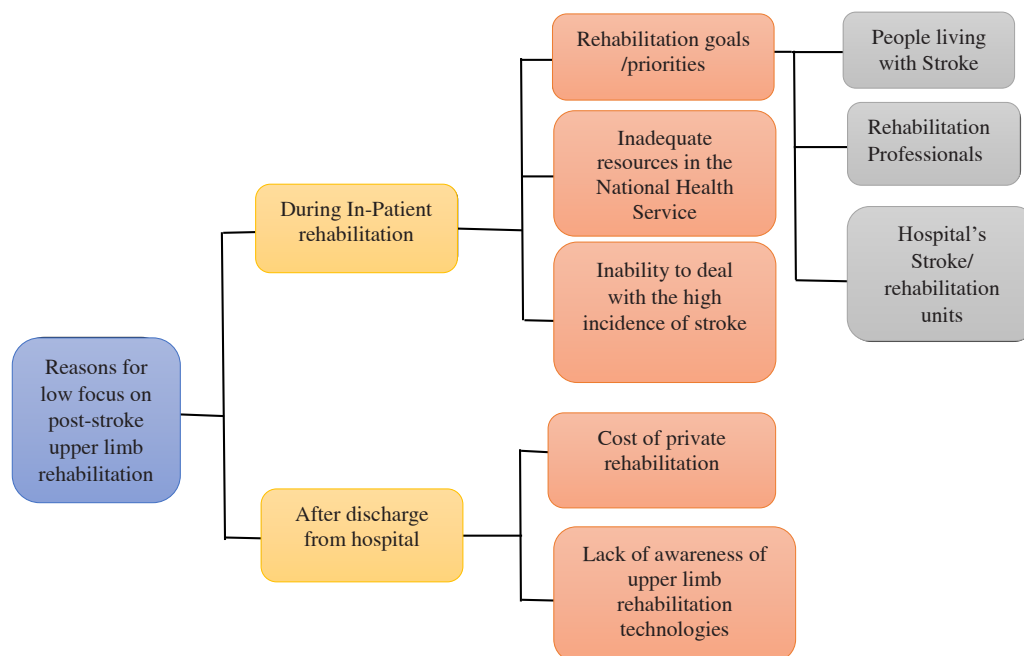 Reasons for
low focus on
post-stroke
upper limb
rehabilitation
During In-Patient
rehabilitation
Rehabilitation goals
/priorities
People living
with Stroke
Rehabilitation
Professionals
Hospital’s
Stroke/
rehabilitation
units
Inadequate
resources in the
National Health
Service
Inability to deal
with the high
incidence of stroke
After discharge
from hospital
Cost of private
rehabilitation
Lack of awareness of
upper limb
rehabilitation
technologies